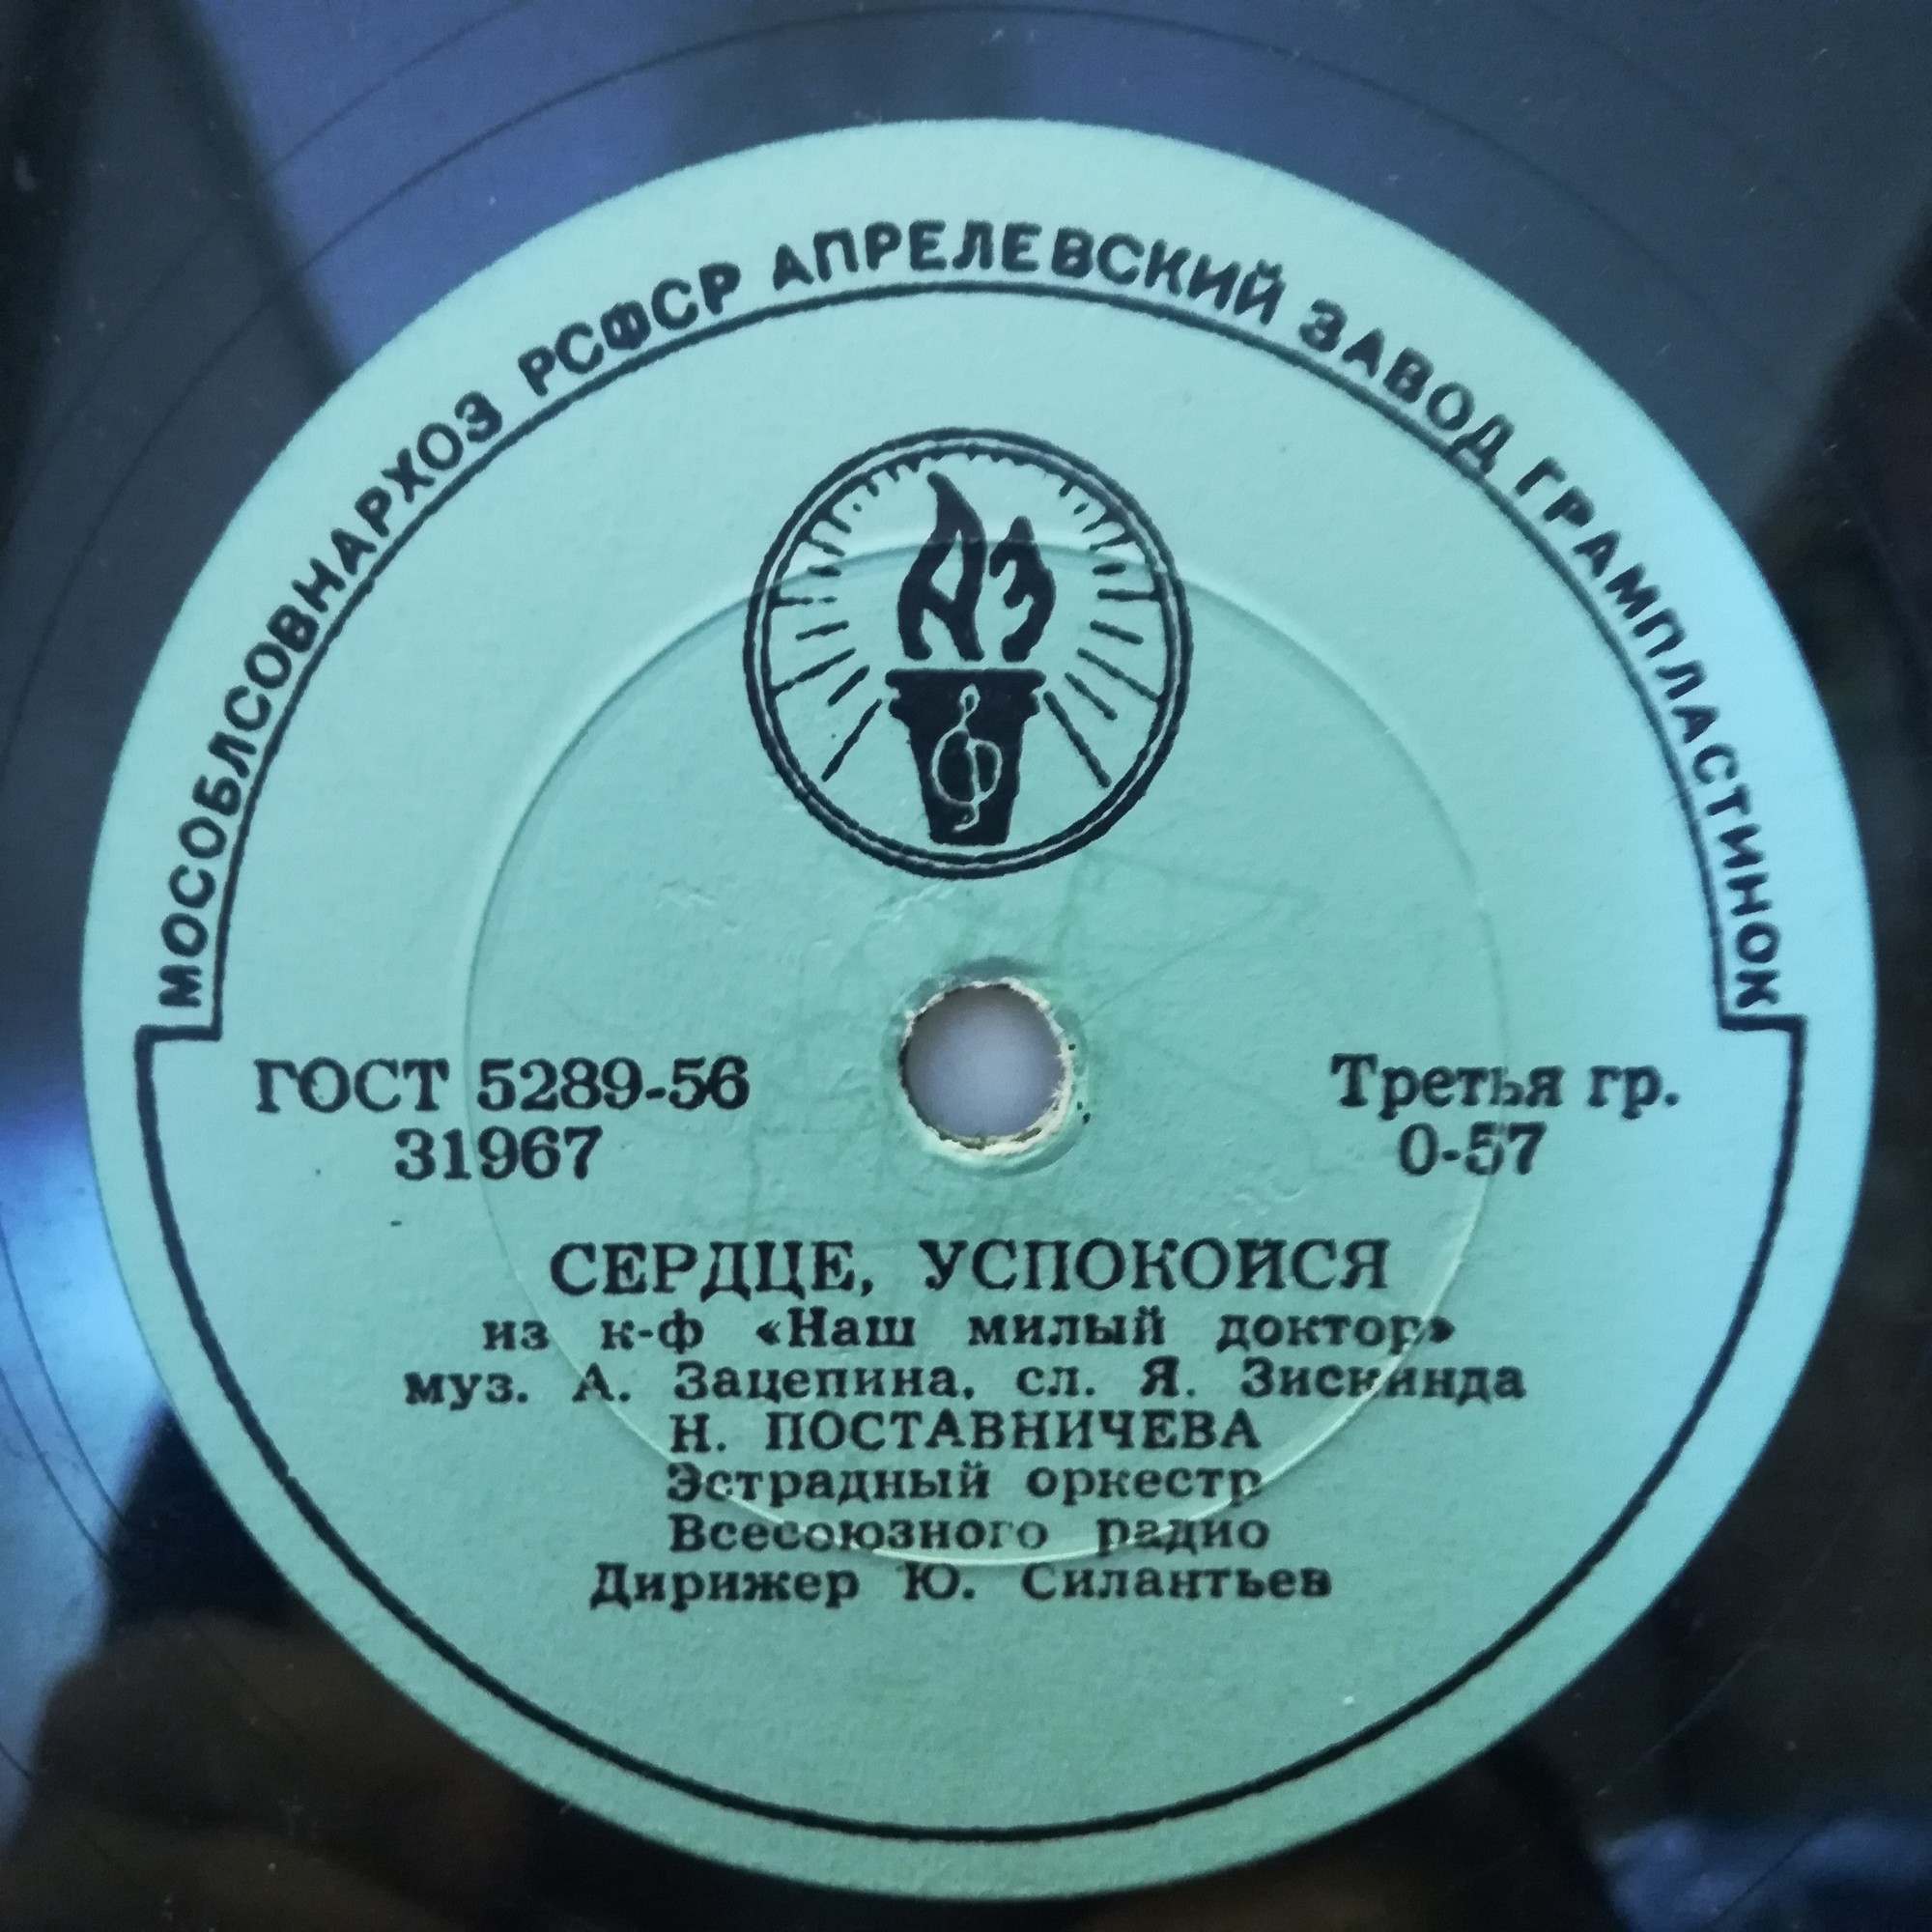 МОСОБЛСОВНАРХОЗ РСФСР АПРЕЛЕВСКИЙ ЗАВОД ГРАМПЛАСТИНОК
АЗ
ГОСТ 5289-56
31967
Третья гр.
0-57
СЕРДЦЕ, УСПОКОЙСЯ
из к-ф «Наш милый доктор»
муз. А. Зацепина, сл. Я. Зискинда
Н. ПОСТАВНИЧЕВА
Эстрадный оркестр
Всесоюзного радио
Дирижер Ю. Силантьев